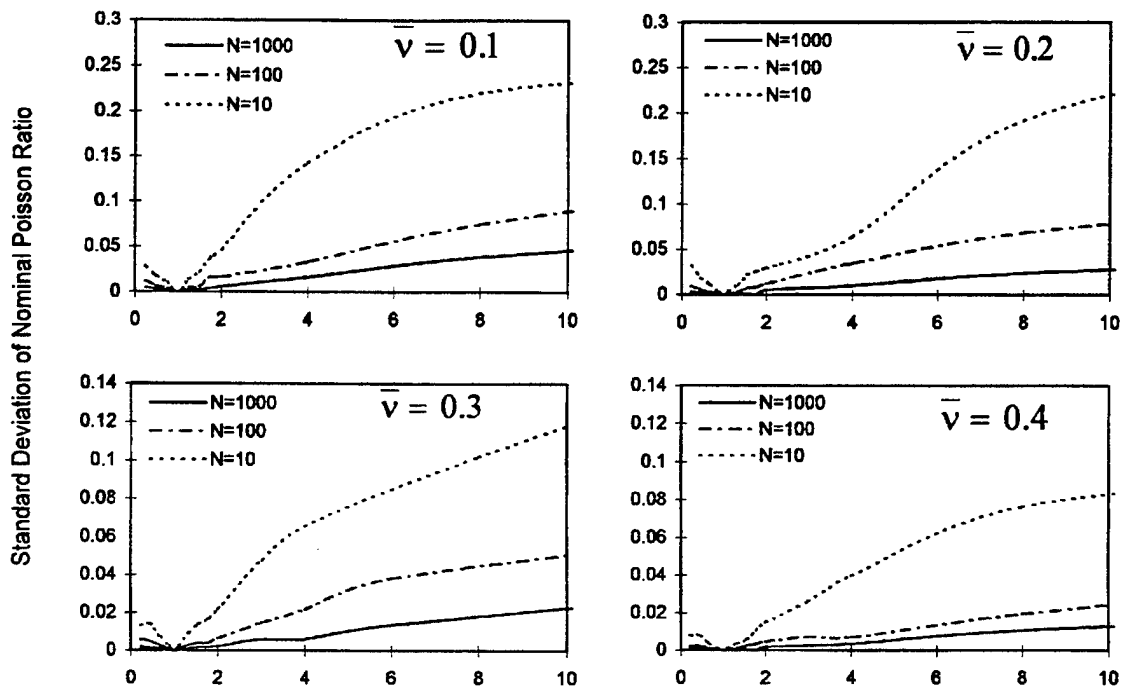 Standard Deviation of Nominal Poisson Ratio
0.3
0.25
0.2
0.15
0.1
0.05
0
N=1000
N=100
N=10
ν̅ = 0.1
0 2 4 6 8 10
0.3
0.25
0.2
0.15
0.1
0.05
0
N=1000
N=100
N=10
ν̅ = 0.2
0 2 4 6 8 10
0.14
0.12
0.1
0.08
0.06
0.04
0.02
0
N=1000
N=100
N=10
ν̅ = 0.3
0 2 4 6 8 10
0.14
0.12
0.1
0.08
0.06
0.04
0.02
0
N=1000
N=100
N=10
ν̅ = 0.4
0 2 4 6 8 10